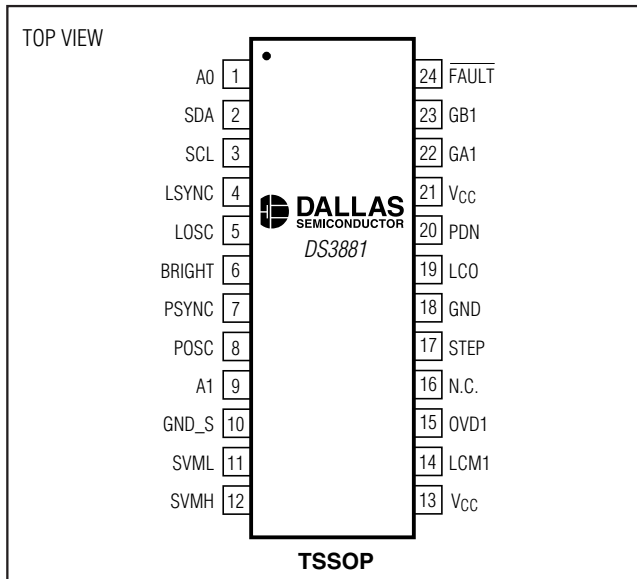 TOP VIEW
A0 1
SDA 2
SCL 3
LSYNC 4
LOSC 5
BRIGHT 6
PSYNC 7
POSC 8
A1 9
GND_S 10
SVML 11
SVMH 12
DALLAS
SEMICONDUCTOR
DS3881
24 FAULT
23 GB1
22 GA1
21 VCC
20 PDN
19 LCO
18 GND
17 STEP
16 N.C.
15 OVD1
14 LCM1
13 VCC
TSSOP